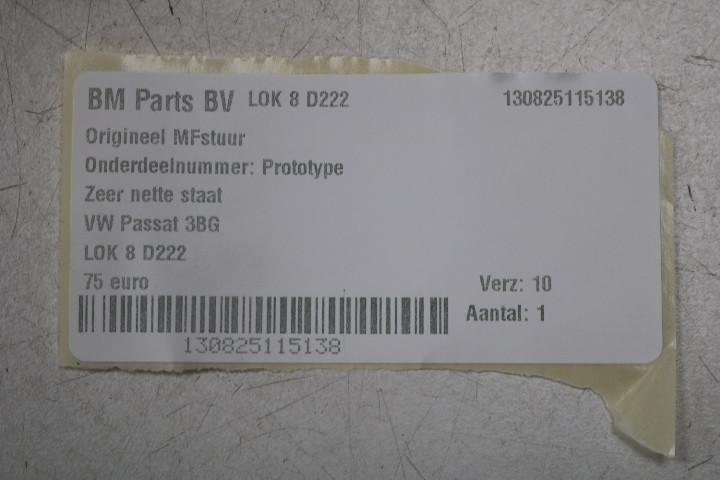 BM Parts BV LOK 8 D222 130825115138
Origineel MFstuur
Onderdeelnummer: Prototype
Zeer nette staat
VW Passat 3BG
LOK 8 D222
75 euro Verz: 10
Aantal: 1
130825115138